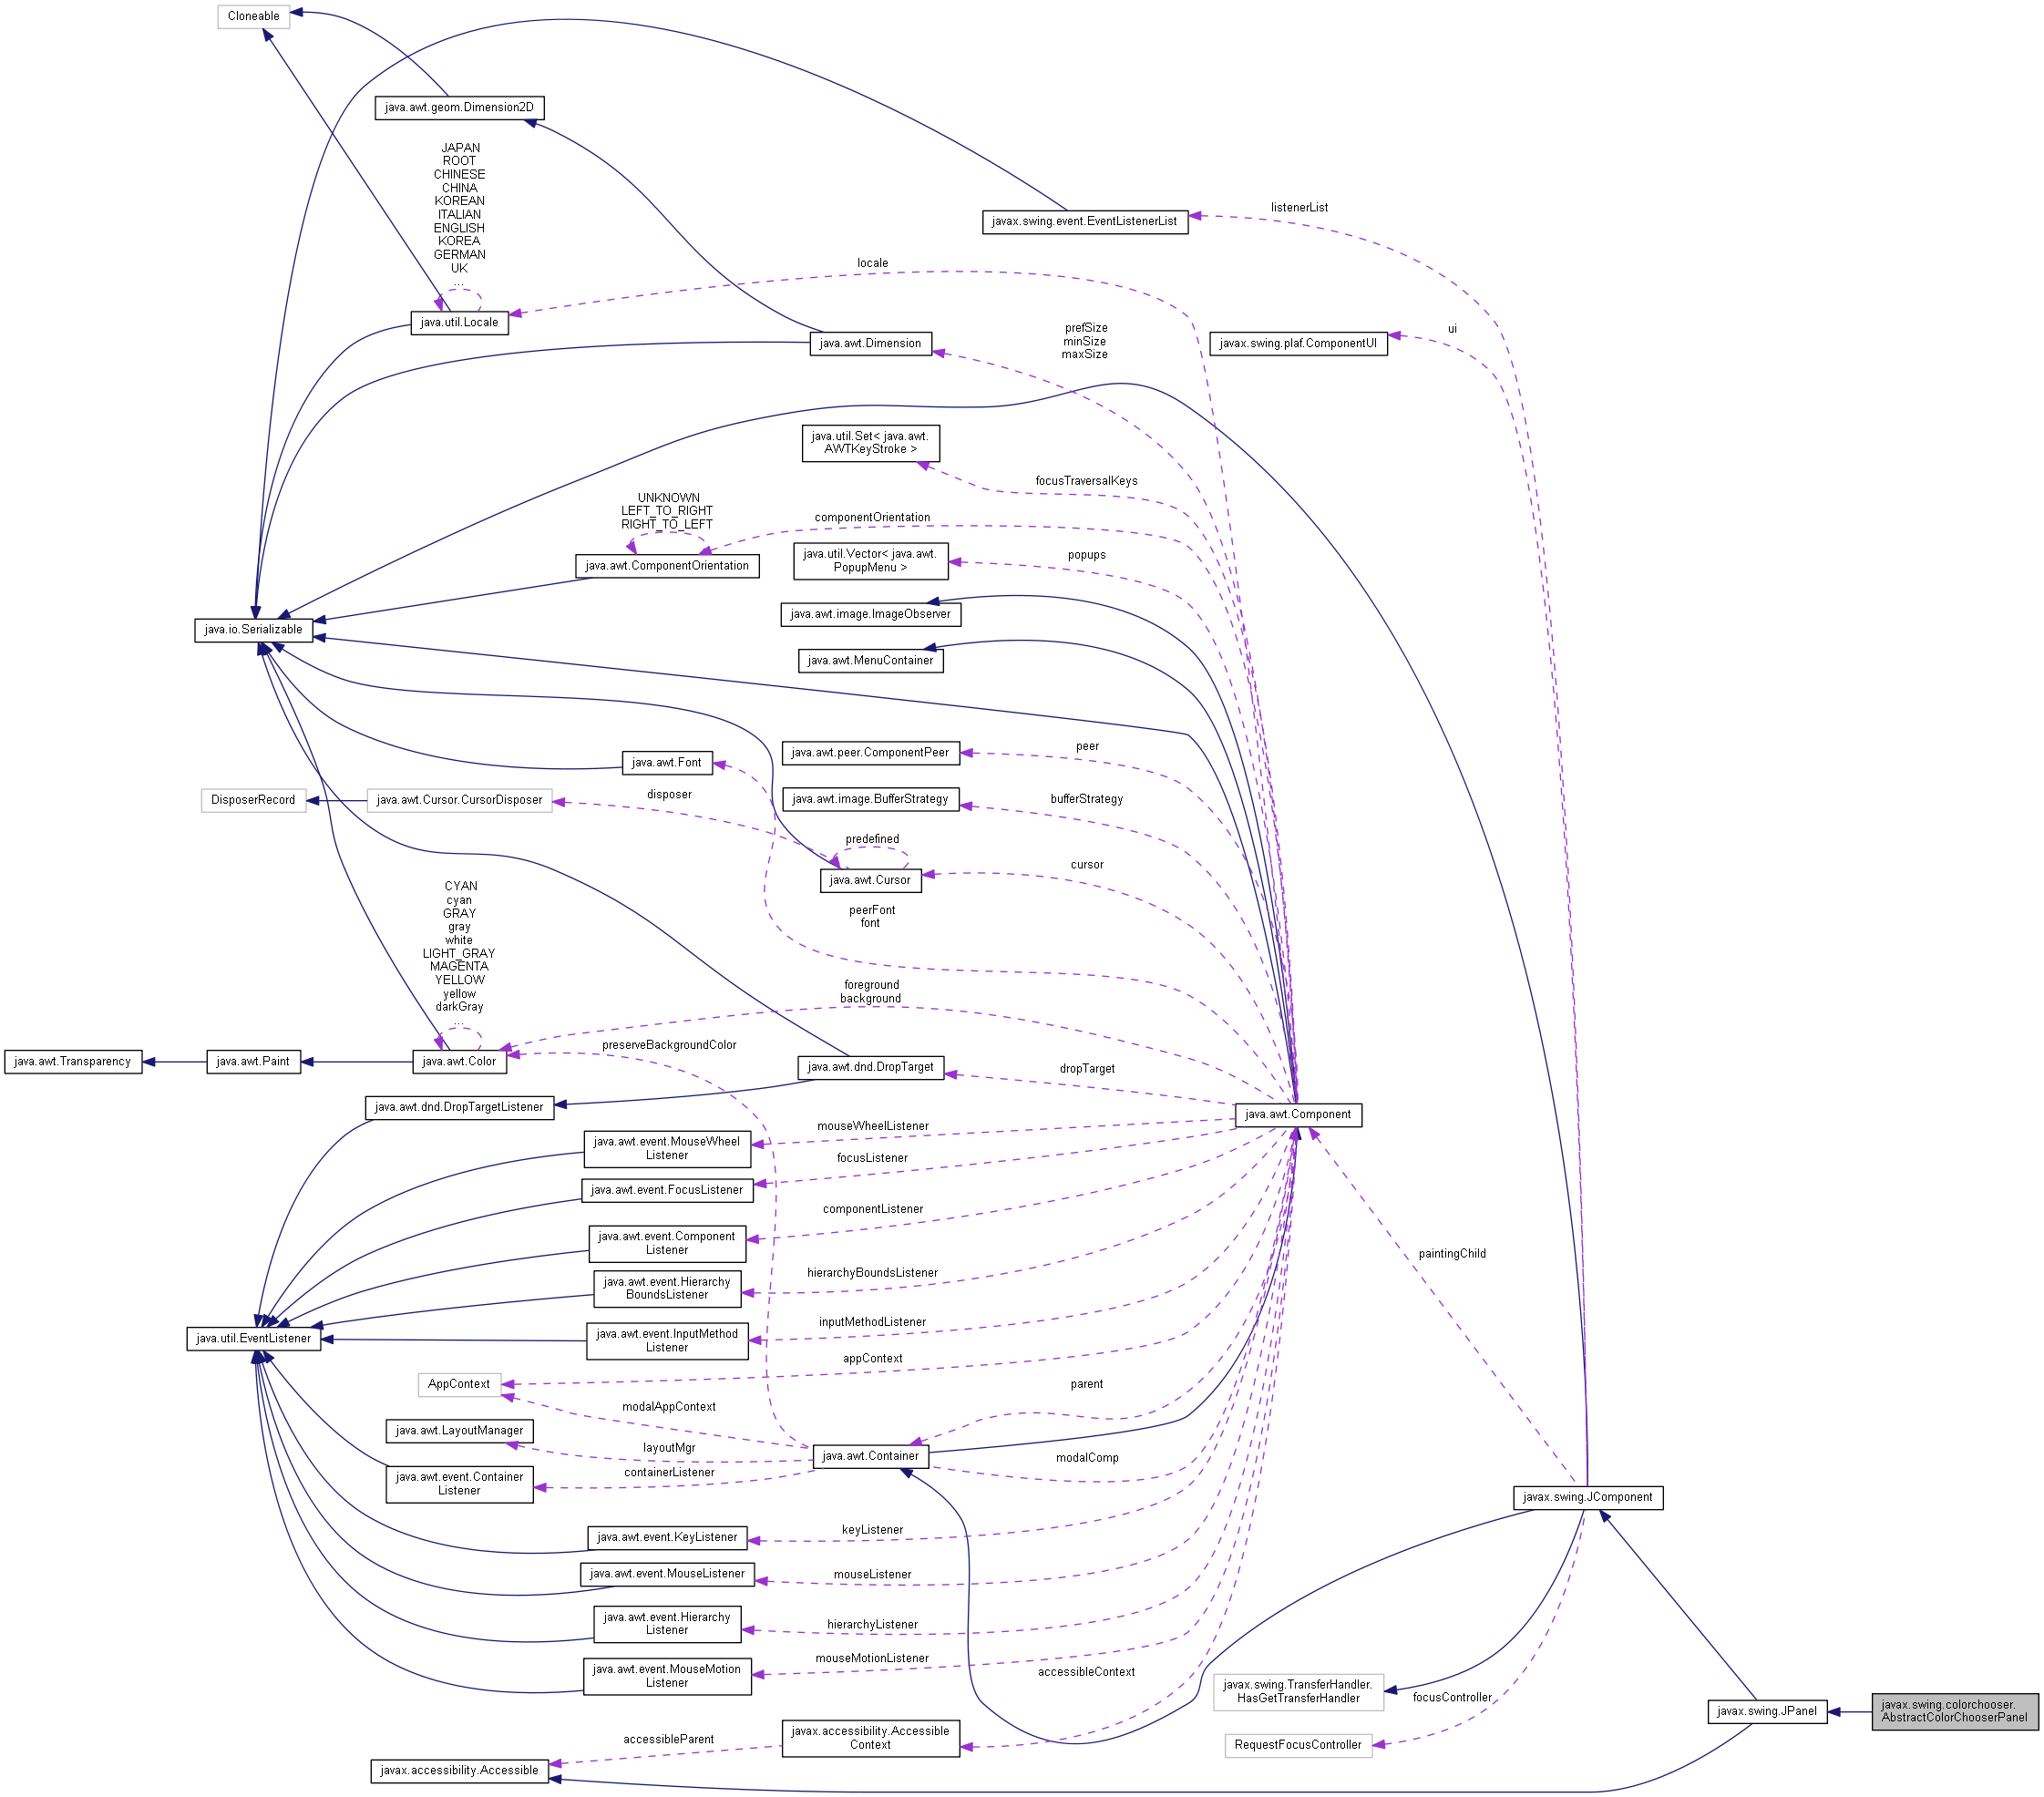 Cloneable
java.awt.geom.Dimension2D
JAPAN
ROOT
CHINESE
CHINA
KOREAN
ITALIAN
ENGLISH
KOREA
GERMAN
UK
...
listenerList
javax.swing.event.EventListenerList
locale
java.util.Locale
prefSize
minSize
maxSize
ui
java.awt.Dimension
javax.swing.plaf.ComponentUI
java.util.Set< java.awt.
AWTKeyStroke >
focusTraversalKeys
UNKNOWN
LEFT_TO_RIGHT
RIGHT_TO_LEFT
componentOrientation
java.util.Vector< java.awt.
PopupMenu >
popups
java.awt.ComponentOrientation
java.awt.image.ImageObserver
java.io.Serializable
java.awt.MenuContainer
java.awt.peer.ComponentPeer
peer
java.awt.Font
DisposerRecord
java.awt.Cursor.CursorDisposer
disposer
java.awt.image.BufferStrategy
bufferStrategy
predefined
cursor
java.awt.Cursor
CYAN
cyan
GRAY
gray
white
LIGHT_GRAY
MAGENTA
YELLOW
yellow
darkGray
...
peerFont
font
foreground
background
preserveBackgroundColor
java.awt.Transparency
java.awt.Paint
java.awt.Color
java.awt.dnd.DropTarget
dropTarget
java.awt.dnd.DropTargetListener
java.awt.Component
mouseWheelListener
java.awt.event.MouseWheel
Listener
focusListener
java.awt.event.FocusListener
componentListener
java.awt.event.Component
Listener
paintingChild
hierarchyBoundsListener
java.awt.event.Hierarchy
BoundsListener
inputMethodListener
java.util.EventListener
java.awt.event.InputMethod
Listener
appContext
AppContext
parent
modalAppContext
java.awt.LayoutManager
layoutMgr
java.awt.Container
modalComp
containerListener
java.awt.event.Container
Listener
javax.swing.JComponent
keyListener
java.awt.event.KeyListener
mouseListener
java.awt.event.MouseListener
java.awt.event.Hierarchy
Listener
hierarchyListener
mouseMotionListener
java.awt.event.MouseMotion
Listener
accessibleContext
javax.swing.TransferHandler.
HasGetTransferHandler
focusController
javax.swing.JPanel
javax.swing.colorchooser.
AbstractColorChooserPanel
accessibleParent
javax.accessibility.Accessible
Context
RequestFocusController
javax.accessibility.Accessible